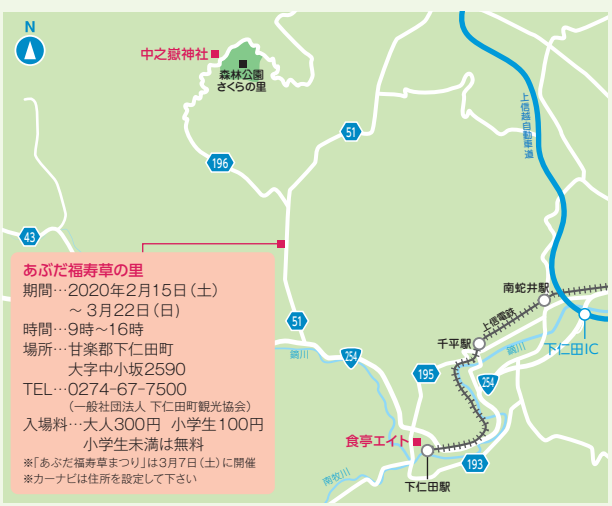 N
中之嶽神社
森林公園
さくらの里
51
196
上信越自動車道
43
あぶだ福寿草の里
期間…2020年2月15日(土)
～3月22日(日)
時間…9時～16時
場所…甘楽郡下仁田町
大字中小坂2590
TEL…0274-67-7500
(一般社団法人 下仁田町観光協会)
入場料…大人300円 小学生100円
小学生未満は無料
※「あぶだ福寿草まつり」は3月7日(土)に開催
※カーナビは住所を設定して下さい
51
鏑川
254
南蛇井駅
上信電鉄
千平駅
鏑川
下仁田IC
195
254
食亭エイト
193
南牧川
下仁田駅